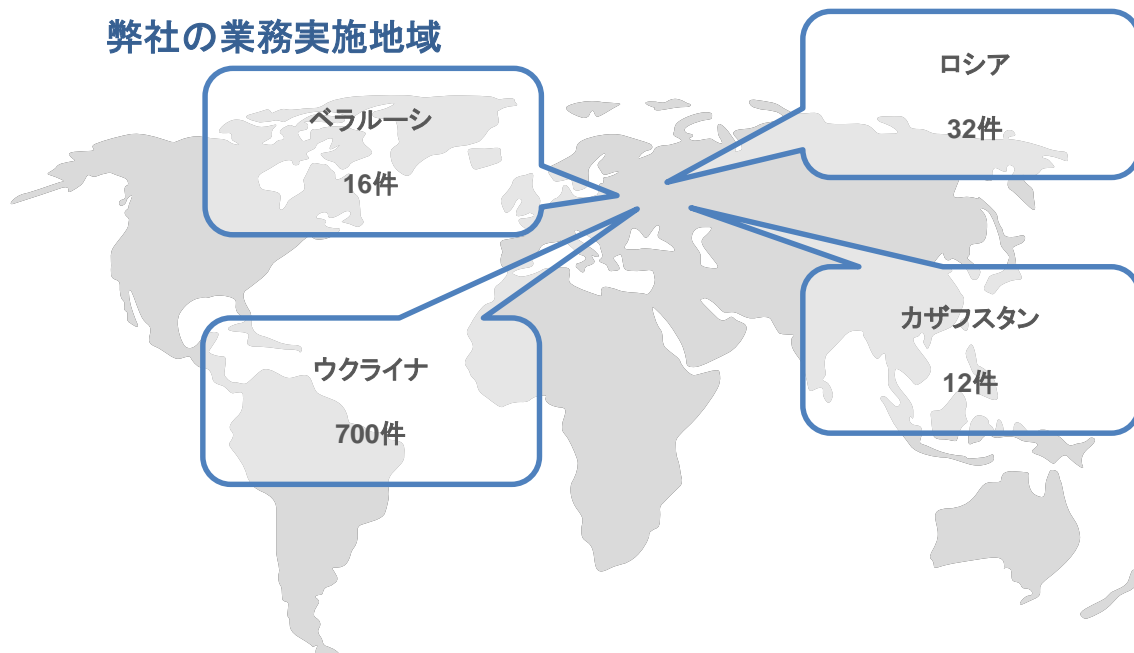 弊社の業務実施地域
ベラルーシ
16件
ロシア
32件
ウクライナ
700件
カザフスタン
12件